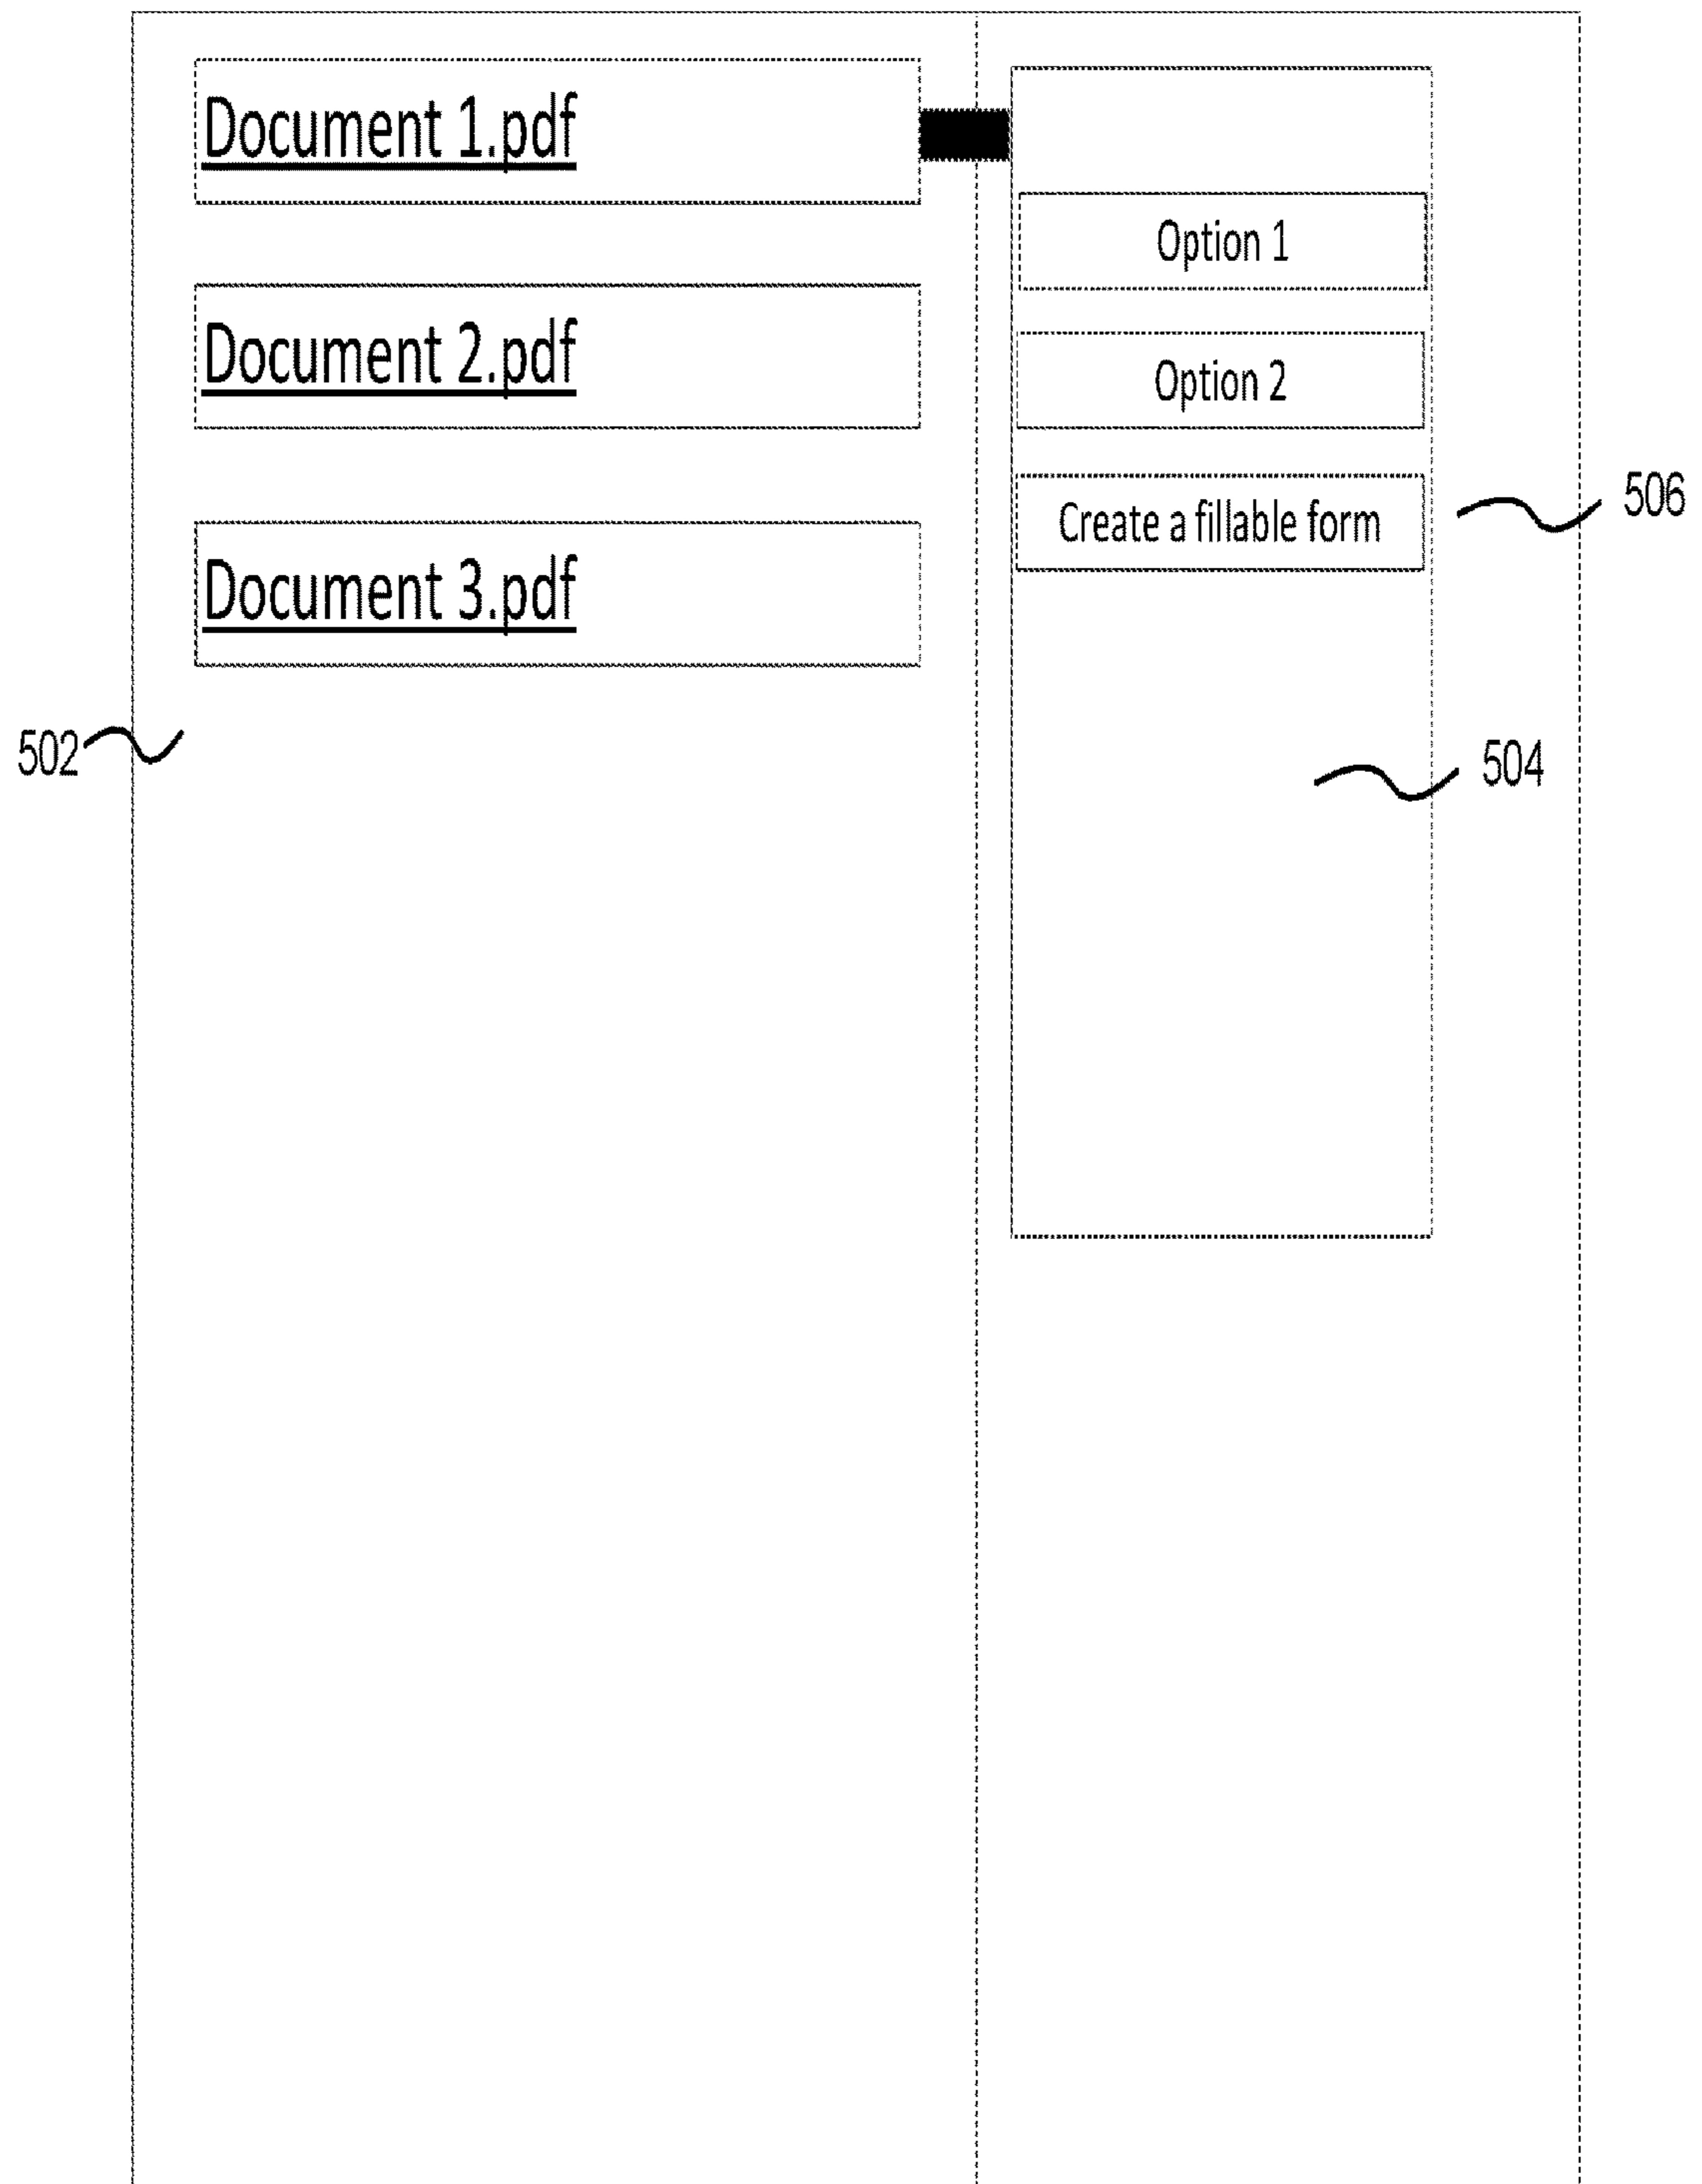 Document 1.pdf
Document 2.pdf
Document 3.pdf
502
Option 1
Option 2
Create a fillable form
506
504